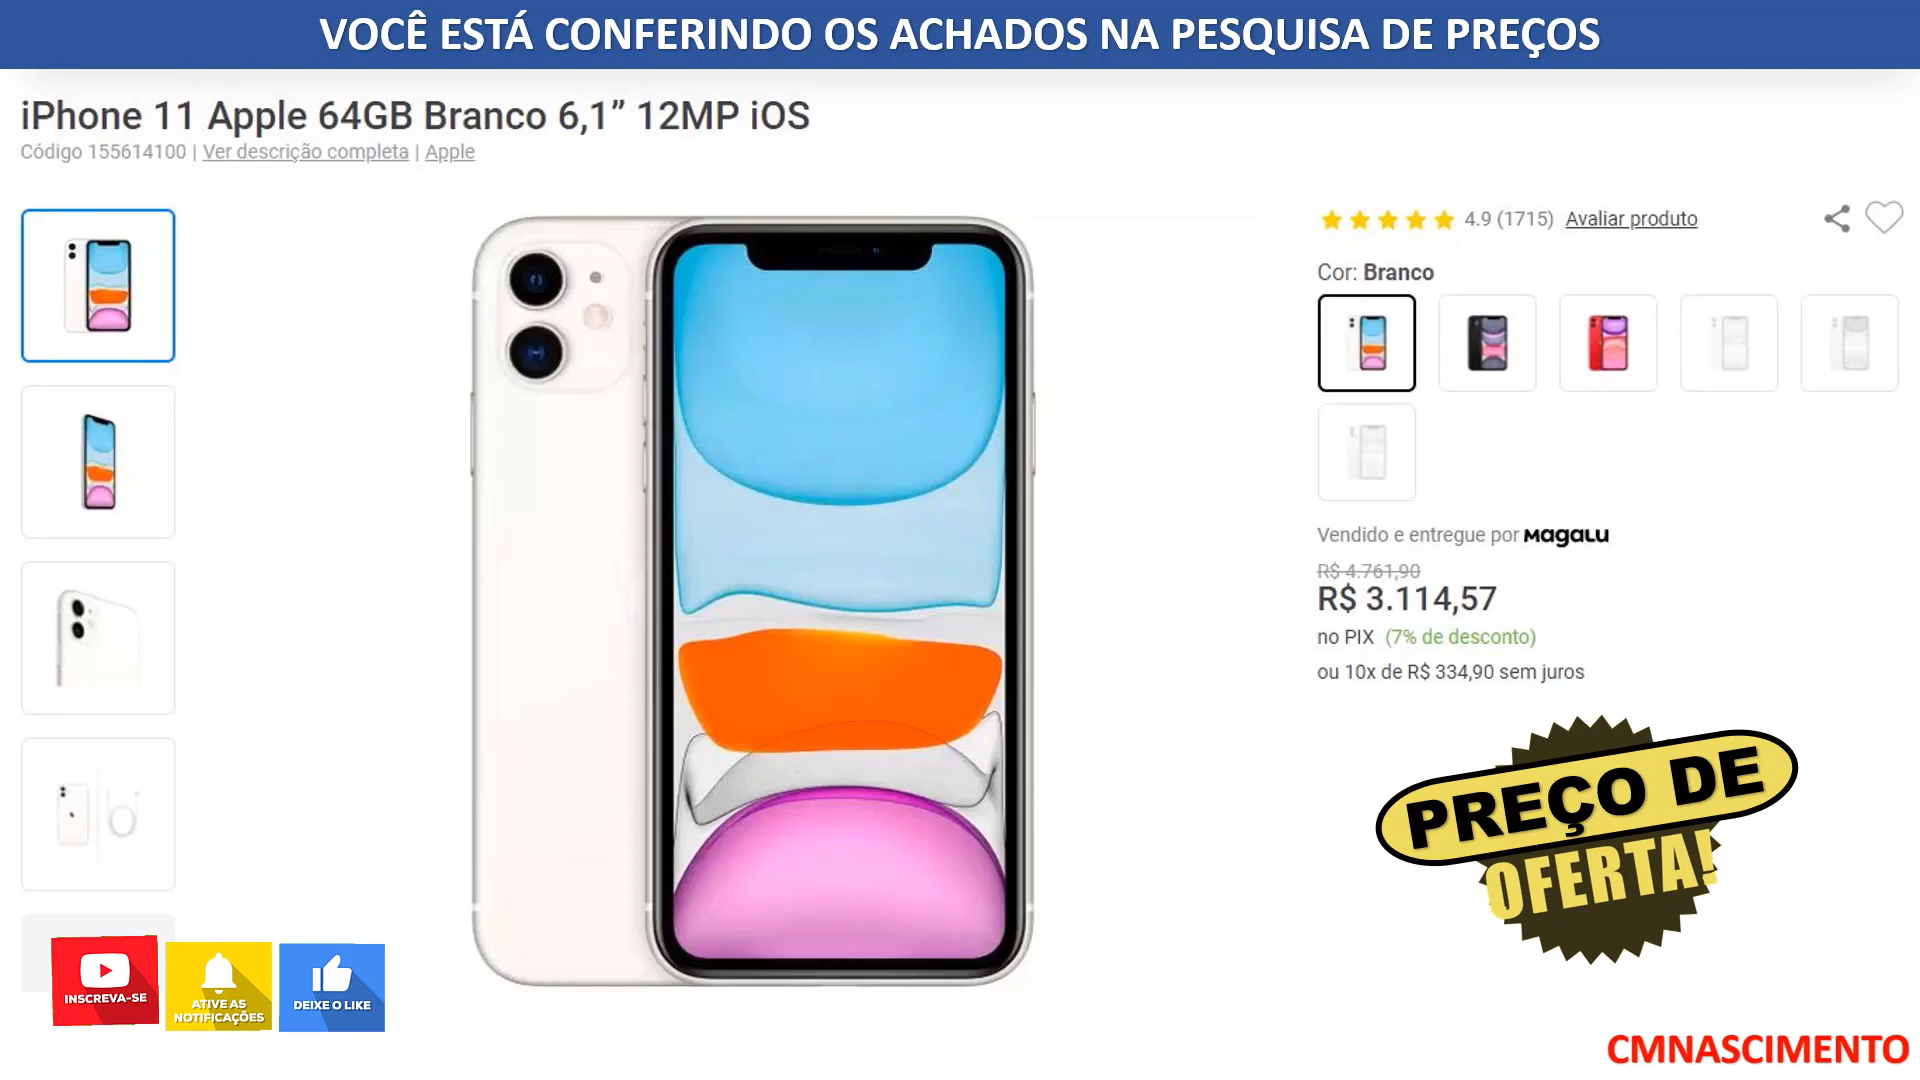 VOCÊ ESTÁ CONFERINDO OS ACHADOS NA PESQUISA DE PREÇOS
iPhone 11 Apple 64GB Branco 6,1” 12MP iOS
Código 155614100 | Ver descrição completa | Apple
4.9 (1715) Avaliar produto
Cor: Branco
Vendido e entregue por Magalu
R$ 4.761,90
R$ 3.114,57
no PIX (7% de desconto)
ou 10x de R$ 334,90 sem juros
PREÇO DE
OFERTA!
INSCREVA-SE
ATIVE AS
NOTIFICAÇÕES
DEIXE O LIKE
CMNASCIMENTO